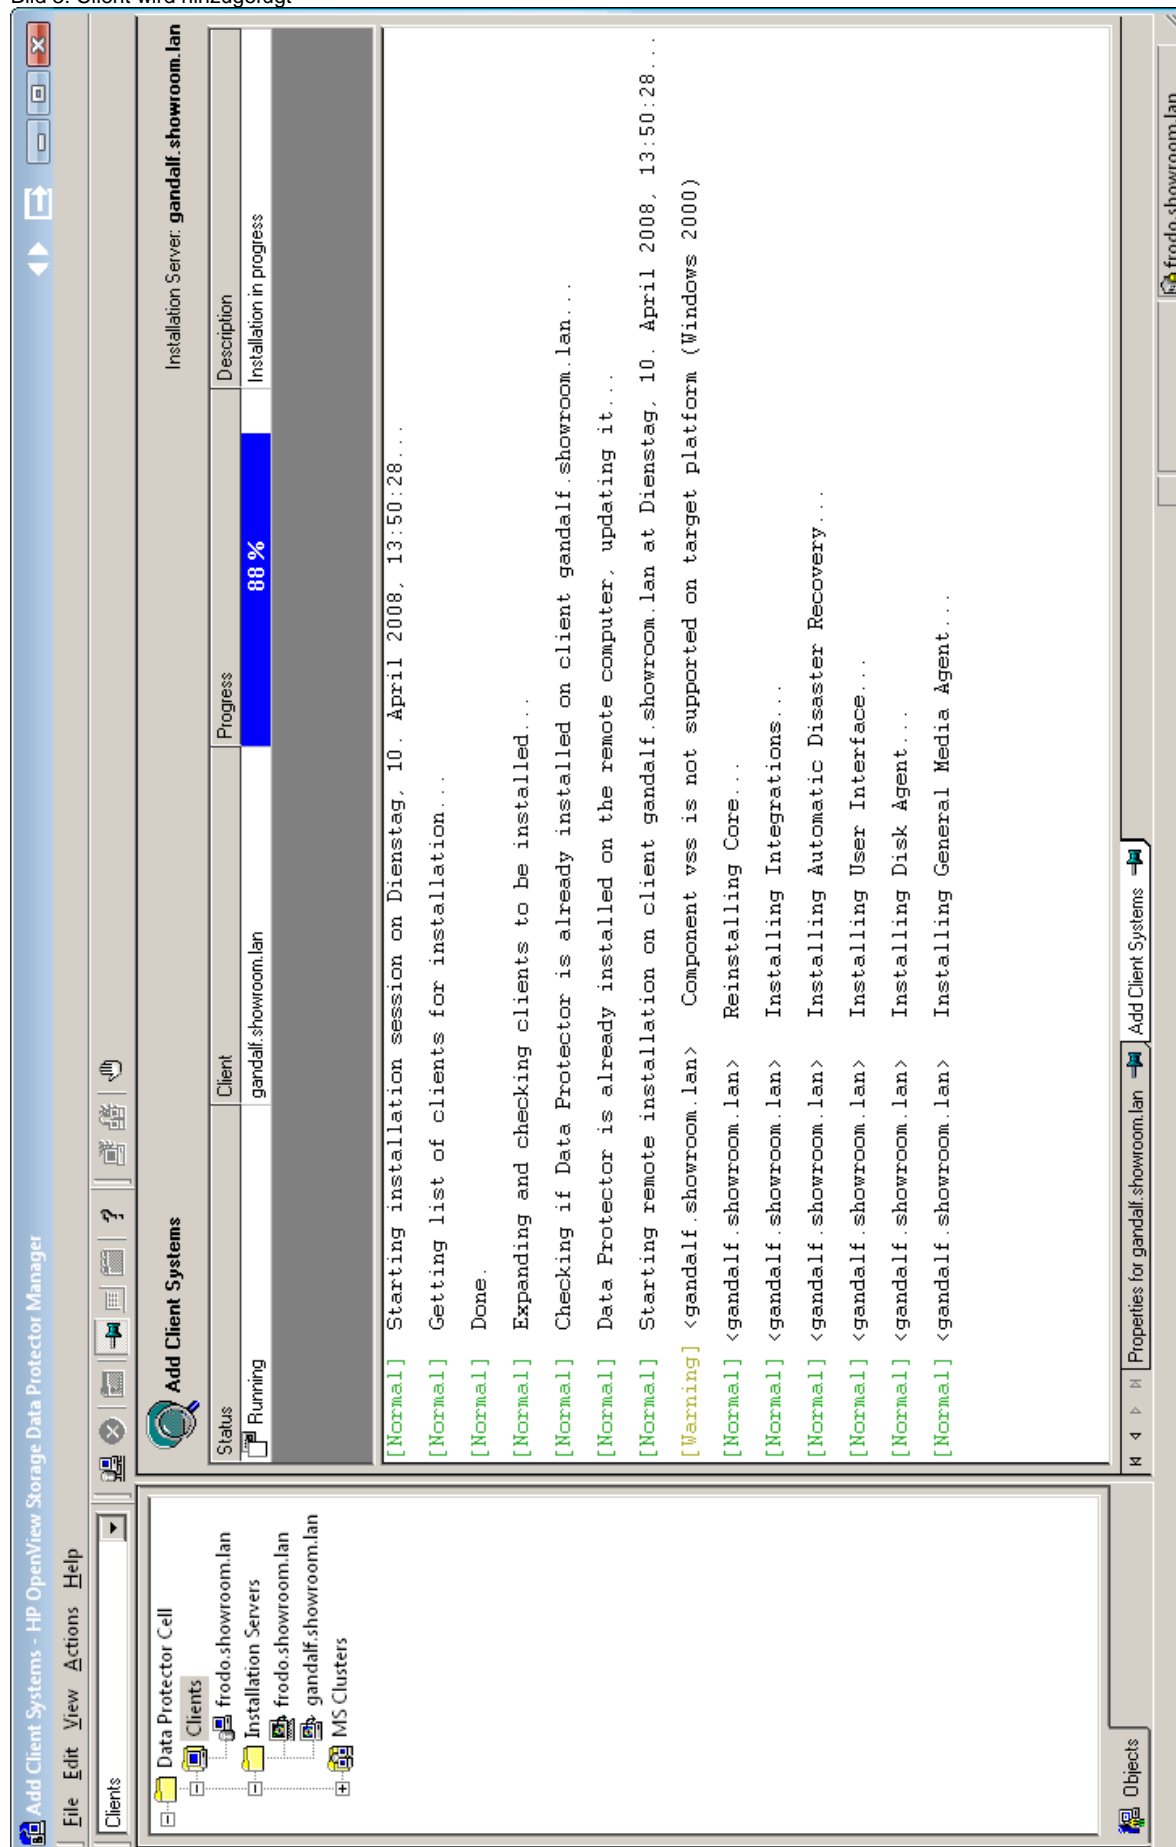 Bild 3: Client wird hinzugefügt
Add Client Systems - HP OpenView Storage Data Protector Manager
File Edit View Actions Help
Clients
Data Protector Cell
Clients
frodo.showroom.lan
Installation Servers
frodo.showroom.lan
gandalf.showroom.lan
MS Clusters
Objects
Add Client Systems
Installation Server: gandalf.showroom.lan
Status Client Progress Description
Running gandalf.showroom.lan 88 % Installation in progress
[Normal] Starting installation session on Dienstag, 10. April 2008, 13:50:28...
[Normal] Getting list of clients for installation...
[Normal] Done.
[Normal] Expanding and checking clients to be installed...
[Normal] Checking if Data Protector is already installed on client gandalf.showroom.lan...
[Normal] Data Protector is already installed on the remote computer, updating it...
[Normal] Starting remote installation on client gandalf.showroom.lan at Dienstag, 10. April 2008, 13:50:28...
[Warning] <gandalf.showroom.lan> Component vss is not supported on target platform (Windows 2000)
[Normal] <gandalf.showroom.lan> Reinstalling Core...
[Normal] <gandalf.showroom.lan> Installing Integrations...
[Normal] <gandalf.showroom.lan> Installing Automatic Disaster Recovery...
[Normal] <gandalf.showroom.lan> Installing User Interface...
[Normal] <gandalf.showroom.lan> Installing Disk Agent...
[Normal] <gandalf.showroom.lan> Installing General Media Agent...
Properties for gandalf.showroom.lan Add Client Systems
frodo.showroom.lan